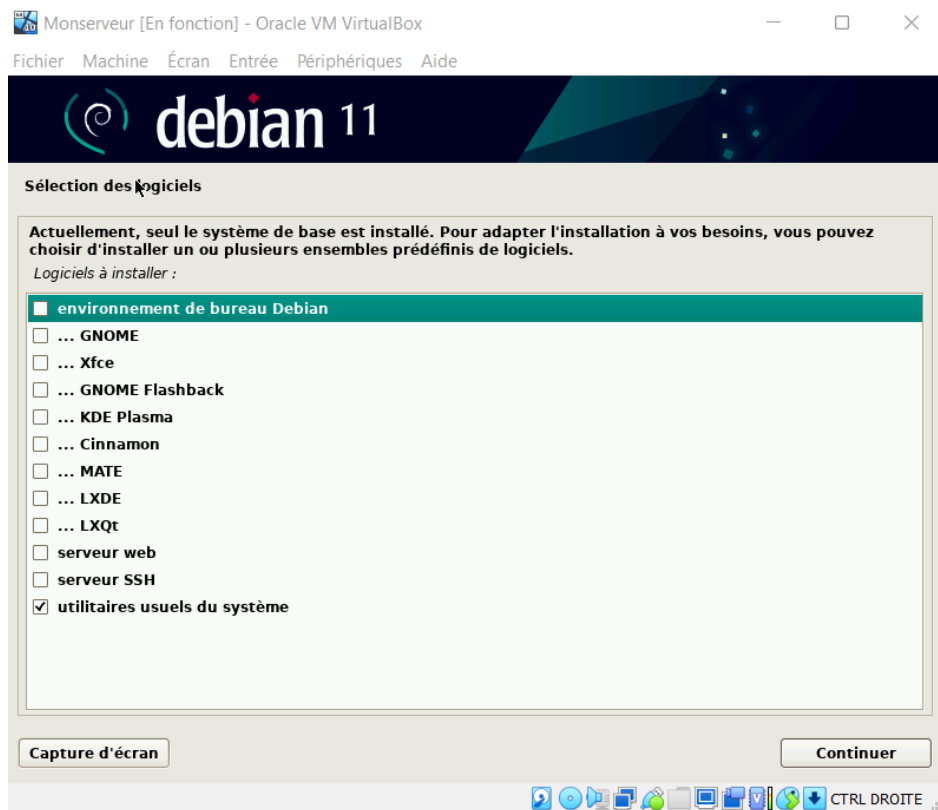 Monserveur [En fonction] - Oracle VM VirtualBox
Fichier Machine Écran Entrée Périphériques Aide
debian 11
Sélection des logiciels
Actuellement, seul le système de base est installé. Pour adapter l'installation à vos besoins, vous pouvez
choisir d'installer un ou plusieurs ensembles prédéfinis de logiciels.
Logiciels à installer :
environnement de bureau Debian
... GNOME
... Xfce
... GNOME Flashback
... KDE Plasma
... Cinnamon
... MATE
... LXDE
... LXQt
serveur web
serveur SSH
utilitaires usuels du système
Capture d'écran Continuer
CTRL DROITE